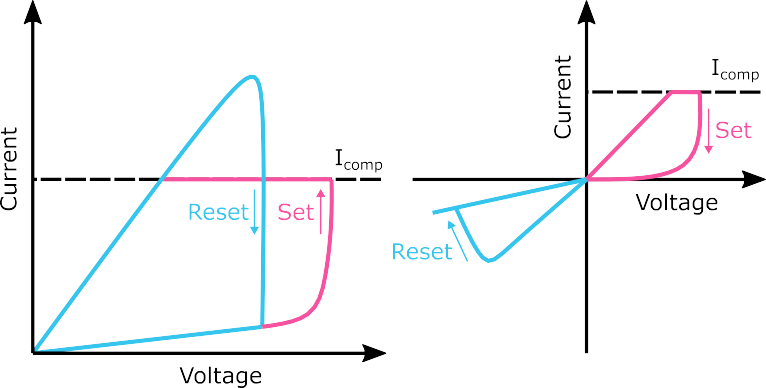 Current
I_comp
Reset
Set
Voltage
Current
I_comp
Set
Voltage
Reset